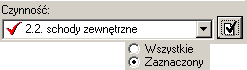 Czynność:
2.2. schody zewnętrzne
Wszystkie
Zaznaczony